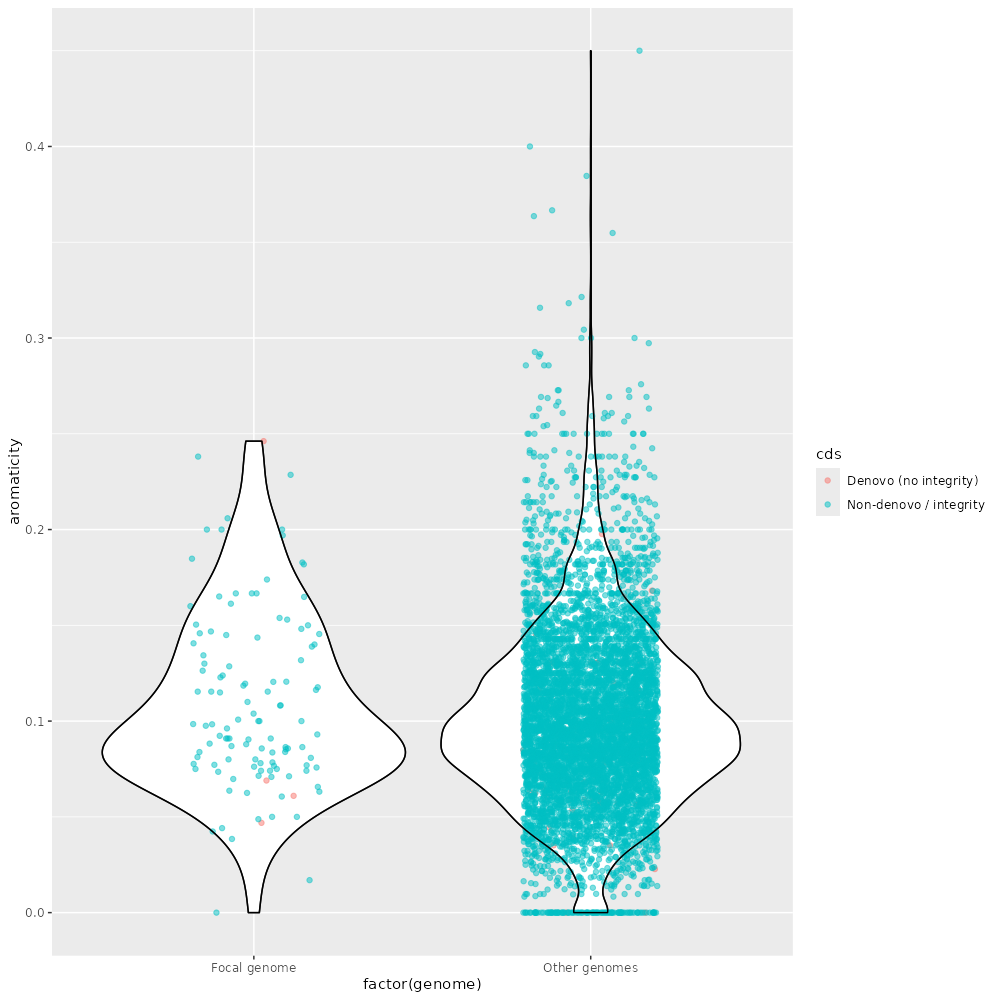 0.4
0.3
0.2
0.1
0.0
aromaticity
Focal genome
Other genomes
factor(genome)
cds
Denovo (no integrity)
Non-denovo / integrity